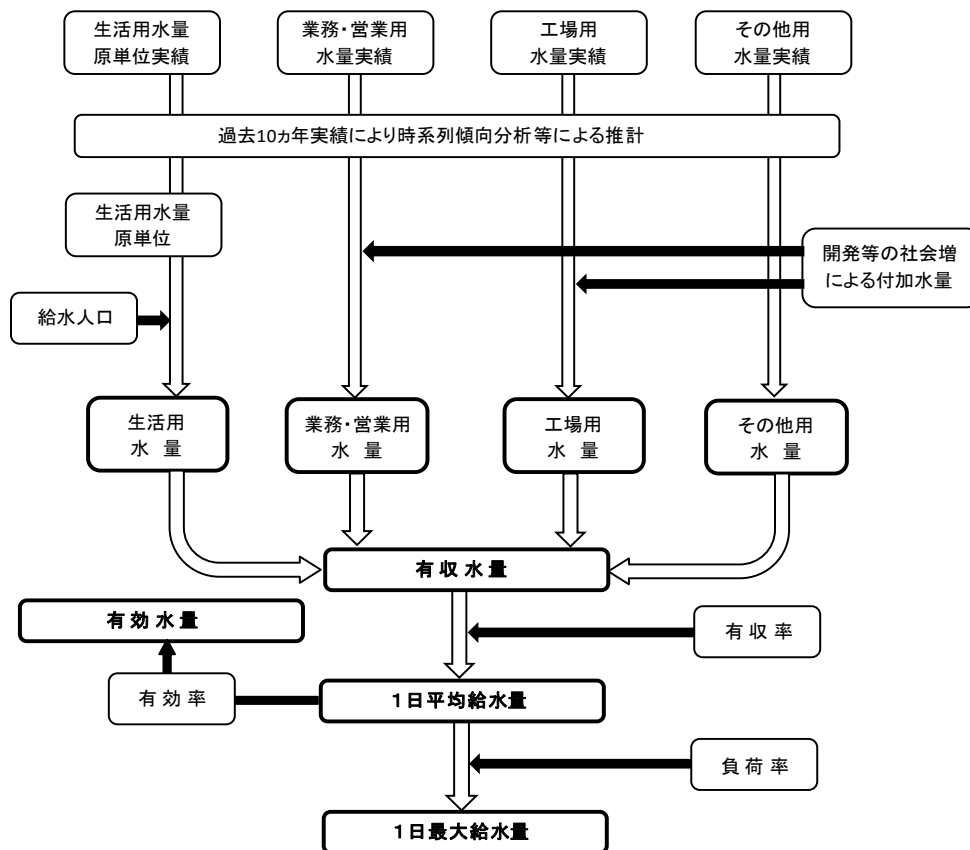 生活用水量
原単位実績
業務・営業用
水量実績
工場用
水量実績
その他用
水量実績
過去10ヵ年実績により時系列傾向分析等による推計
生活用水量
原単位
開発等の社会増
による付加水量
給水人口
生活用
水 量
業務・営業用
水 量
工場用
水 量
その他用
水 量
有収水量
有効水量
有収率
有効率
1日平均給水量
負荷率
1日最大給水量